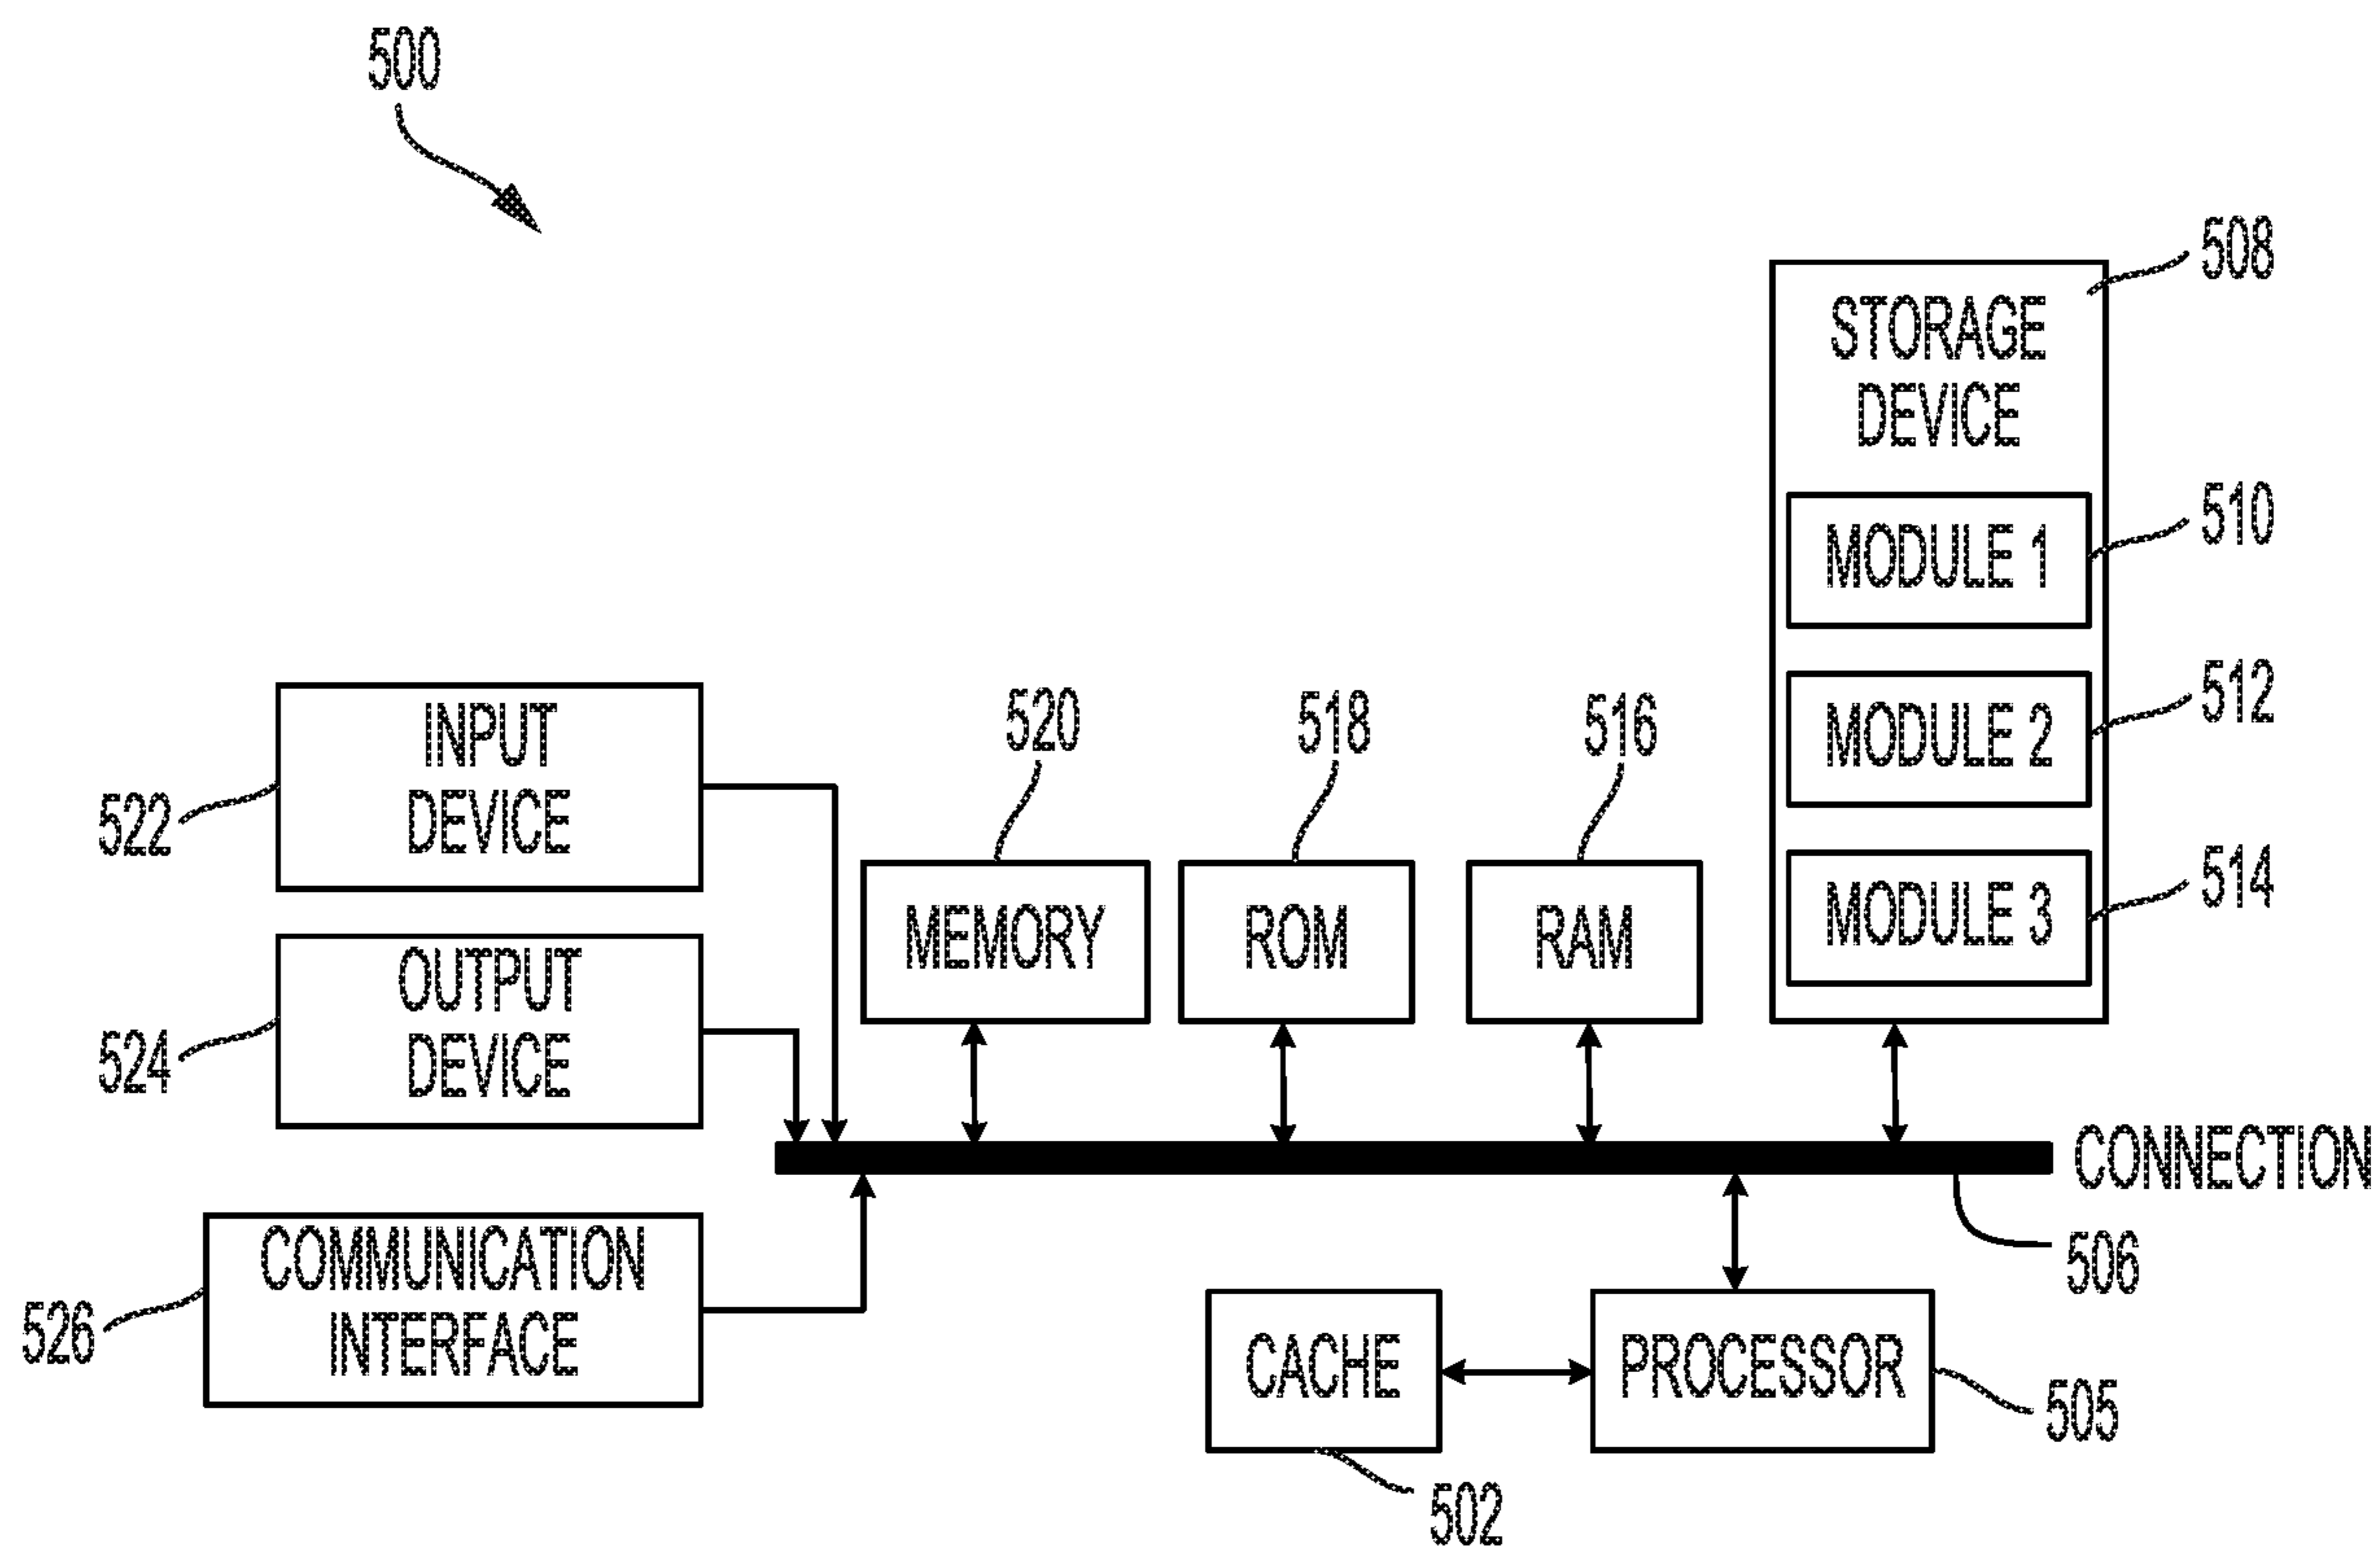 500
508
STORAGE
DEVICE
510
MODULE 1
512
MODULE 2
514
MODULE 3
INPUT
DEVICE
522
520
518
516
MEMORY
ROM
RAM
OUTPUT
DEVICE
524
CONNECTION
506
COMMUNICATION
INTERFACE
526
CACHE
PROCESSOR
505
502